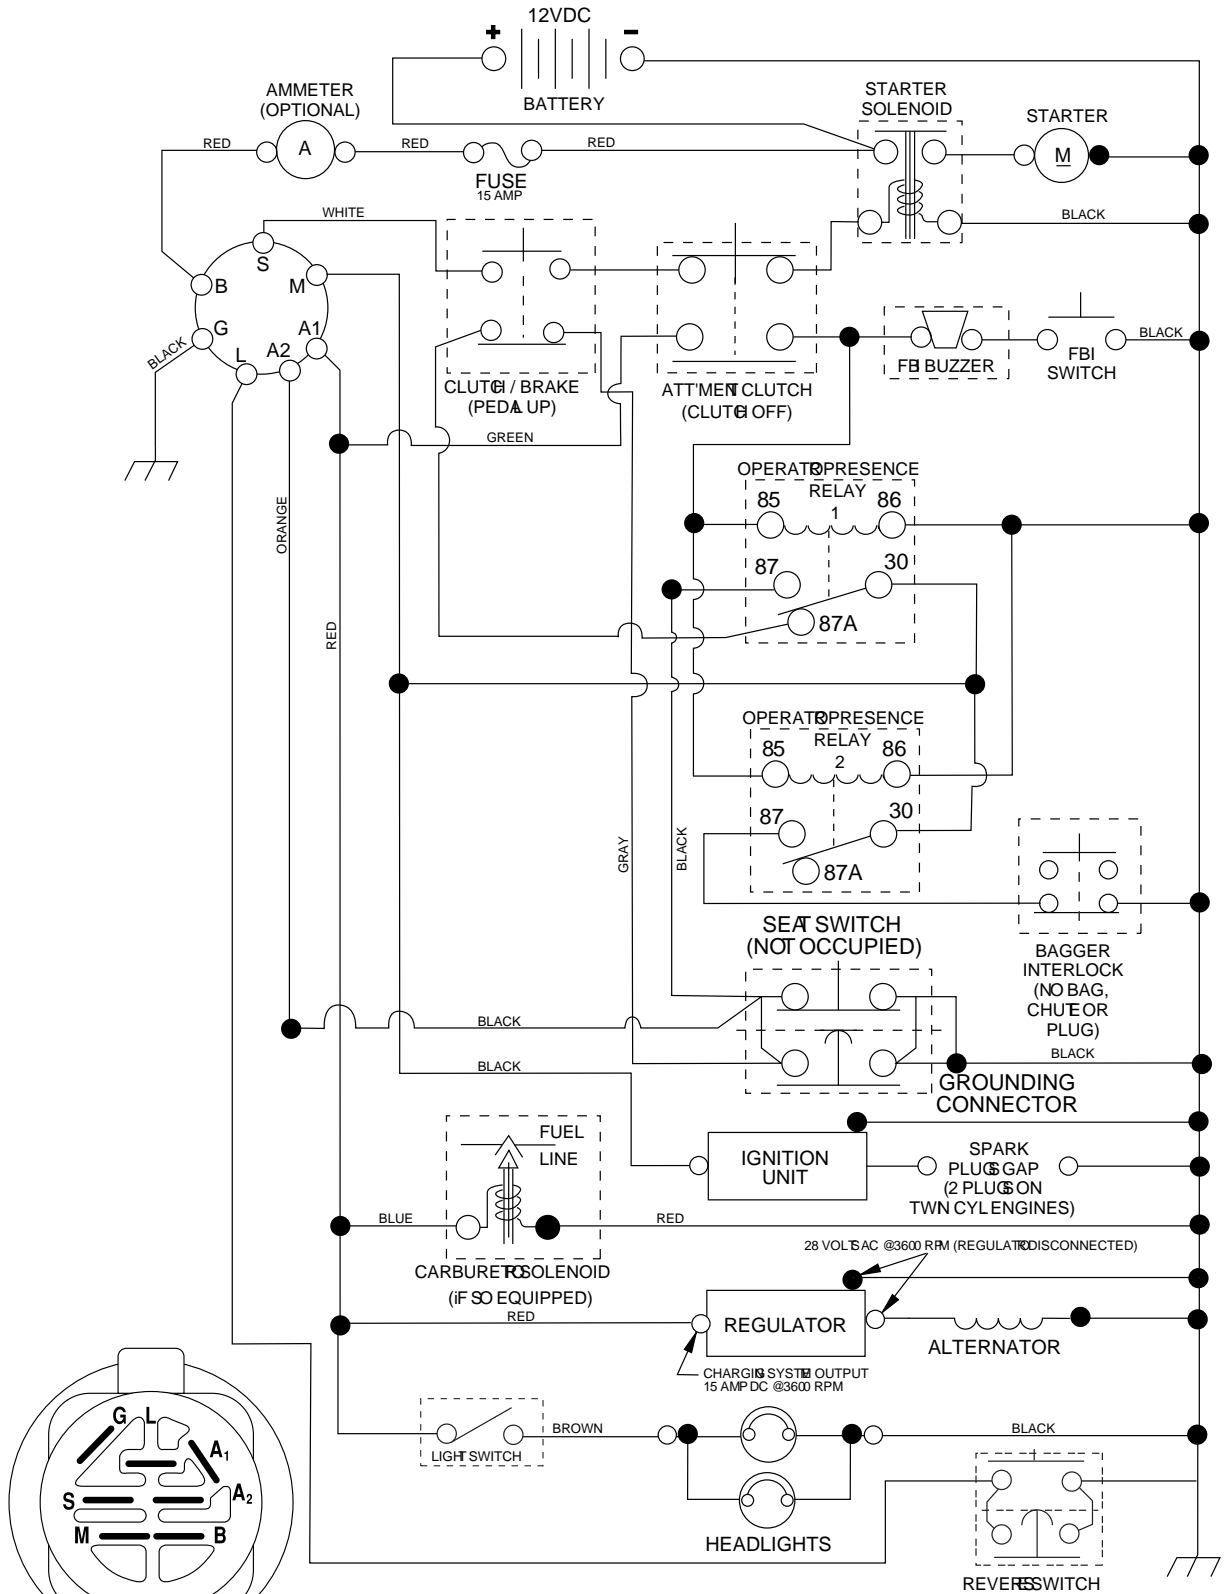 12VDC
+
-
BATTERY
AMMETER
(OPTIONAL)
STARTER
SOLENOID
STARTER
RED
A
RED
FUSE
15 AMP
RED
M
WHITE
BLACK
S
B
M
G
A1
L
A2
BLACK
CLUTCH / BRAKE
(PEDAL UP)
ATT'MENT CLUTCH
(CLUTCH OFF)
FBI BUZZER
FBI
SWITCH
BLACK
GREEN
ORANGE
OPERATOR PRESENCE
RELAY
1
85
86
87
30
87A
RED
OPERATOR PRESENCE
RELAY
2
85
86
87
30
87A
GRAY
BLACK
SEAT SWITCH
(NOT OCCUPIED)
BAGGER
INTERLOCK
(NO BAG,
CHUTE OR
PLUG)
BLACK
BLACK
BLACK
GROUNDING
CONNECTOR
FUEL
LINE
IGNITION
UNIT
SPARK
PLUGS GAP
(2 PLUGS ON
TWN CYL ENGINES)
BLUE
RED
CARBURETOR SOLENOID
(iF SO EQUIPPED)
28 VOLTS AC @3600 RPM (REGULATOR DISCONNECTED)
RED
REGULATOR
ALTERNATOR
CHARGING SYSTEM OUTPUT
15 AMP DC @3600 RPM
LIGHT SWITCH
BROWN
BLACK
HEADLIGHTS
REVERSE SWITCH
G
L
A1
A2
S
M
B